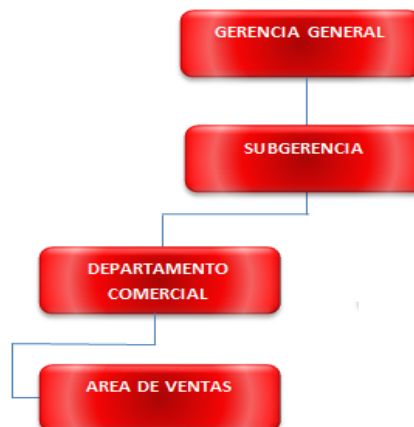 GERENCIA GENERAL
SUBGERENCIA
DEPARTAMENTO
COMERCIAL
AREA DE VENTAS